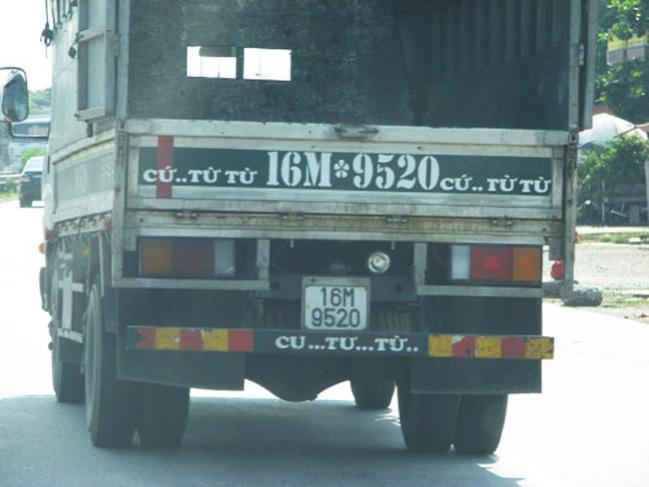 CỨ..TỪ TỪ 16M*9520 CỨ..TỪ TỪ
16M
9520
CU...TƯ...TỪ..